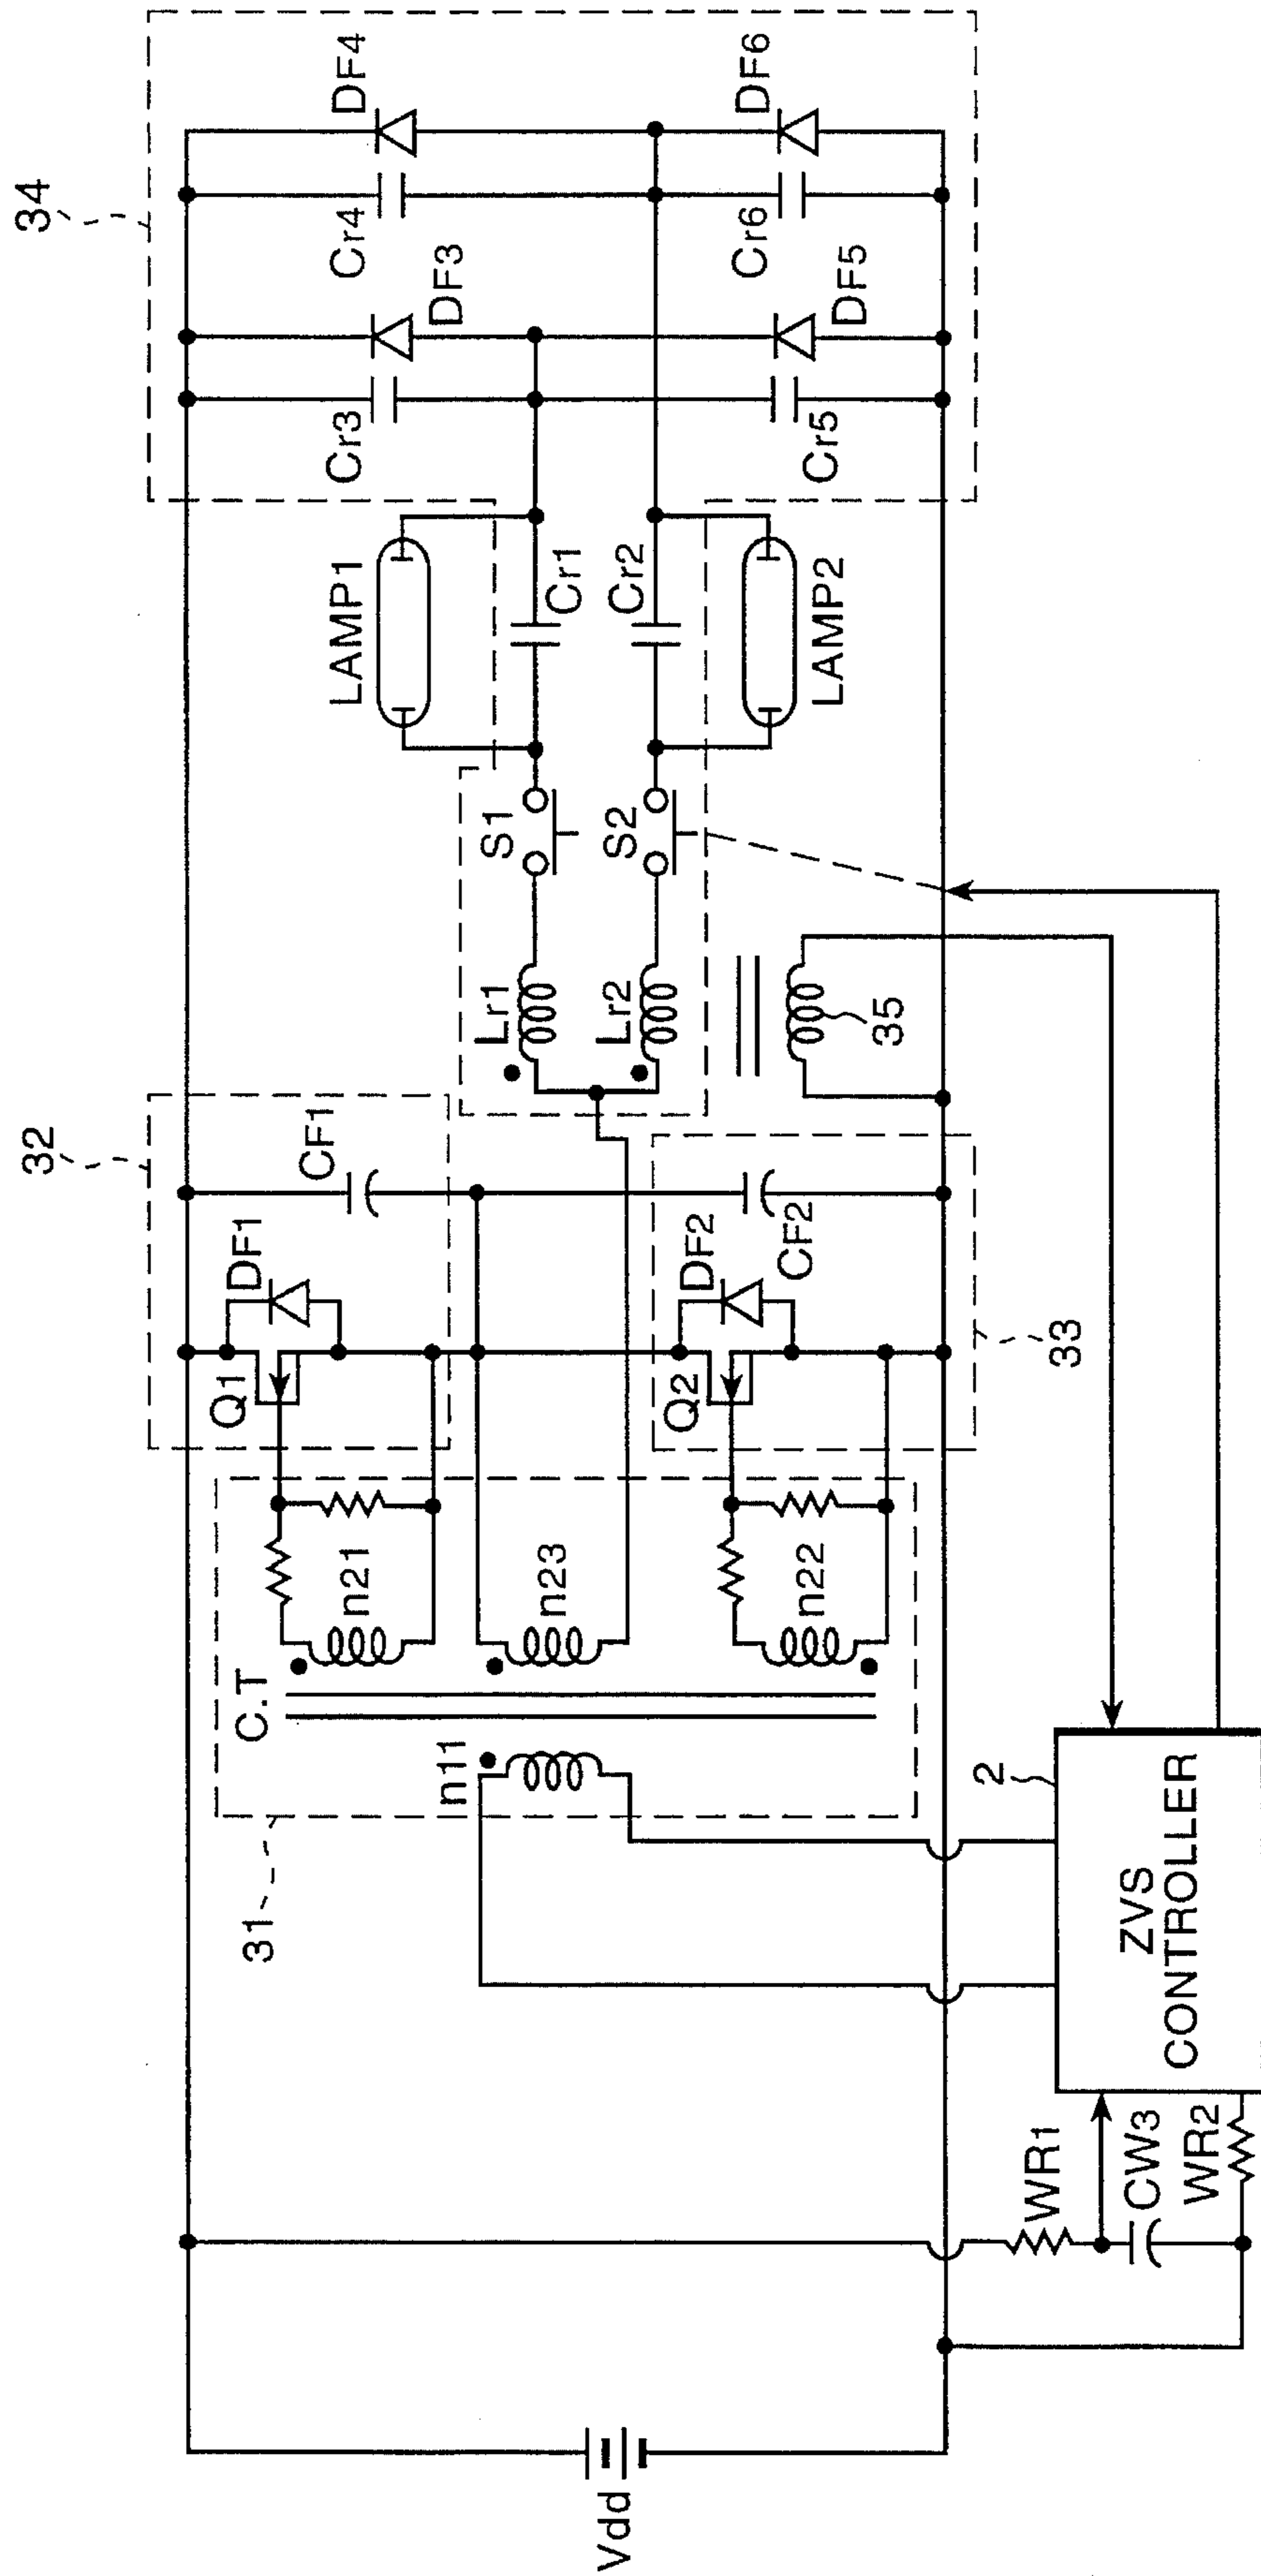 34
DF4
DF6
Cr4
Cr6
DF3
DF5
Cr3
Cr5
LAMP1
Cr1
Cr2
LAMP2
S1
S2
Lr1
Lr2
35
32
CF1
DF1
DF2
CF2
Q1
Q2
33
C.T
n21
n23
n22
n11
31
2
ZVS
CONTROLLER
WR1
CW3
WR2
Vdd